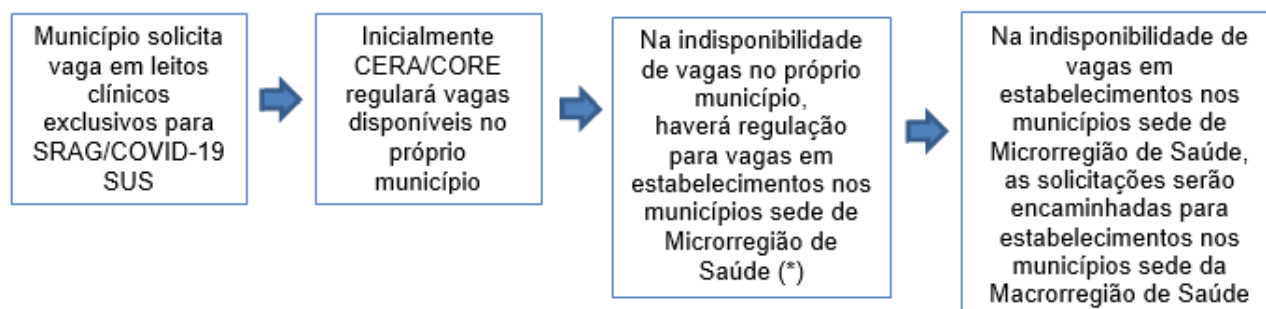 Município solicita
vaga em leitos
clínicos
exclusivos para
SRAG/COVID-19
SUS
Inicialmente
CERA/CORE
regulará vagas
disponíveis no
próprio
município
Na indisponibilidade
de vagas no próprio
município,
haverá regulação
para vagas em
estabelecimentos nos
municípios sede de
Microrregião de
Saúde (*)
Na indisponibilidade de
vagas em
estabelecimentos nos
municípios sede de
Microrregião de Saúde,
as solicitações serão
encaminhadas para
estabelecimentos nos
municípios sede da
Macrorregião de Saúde